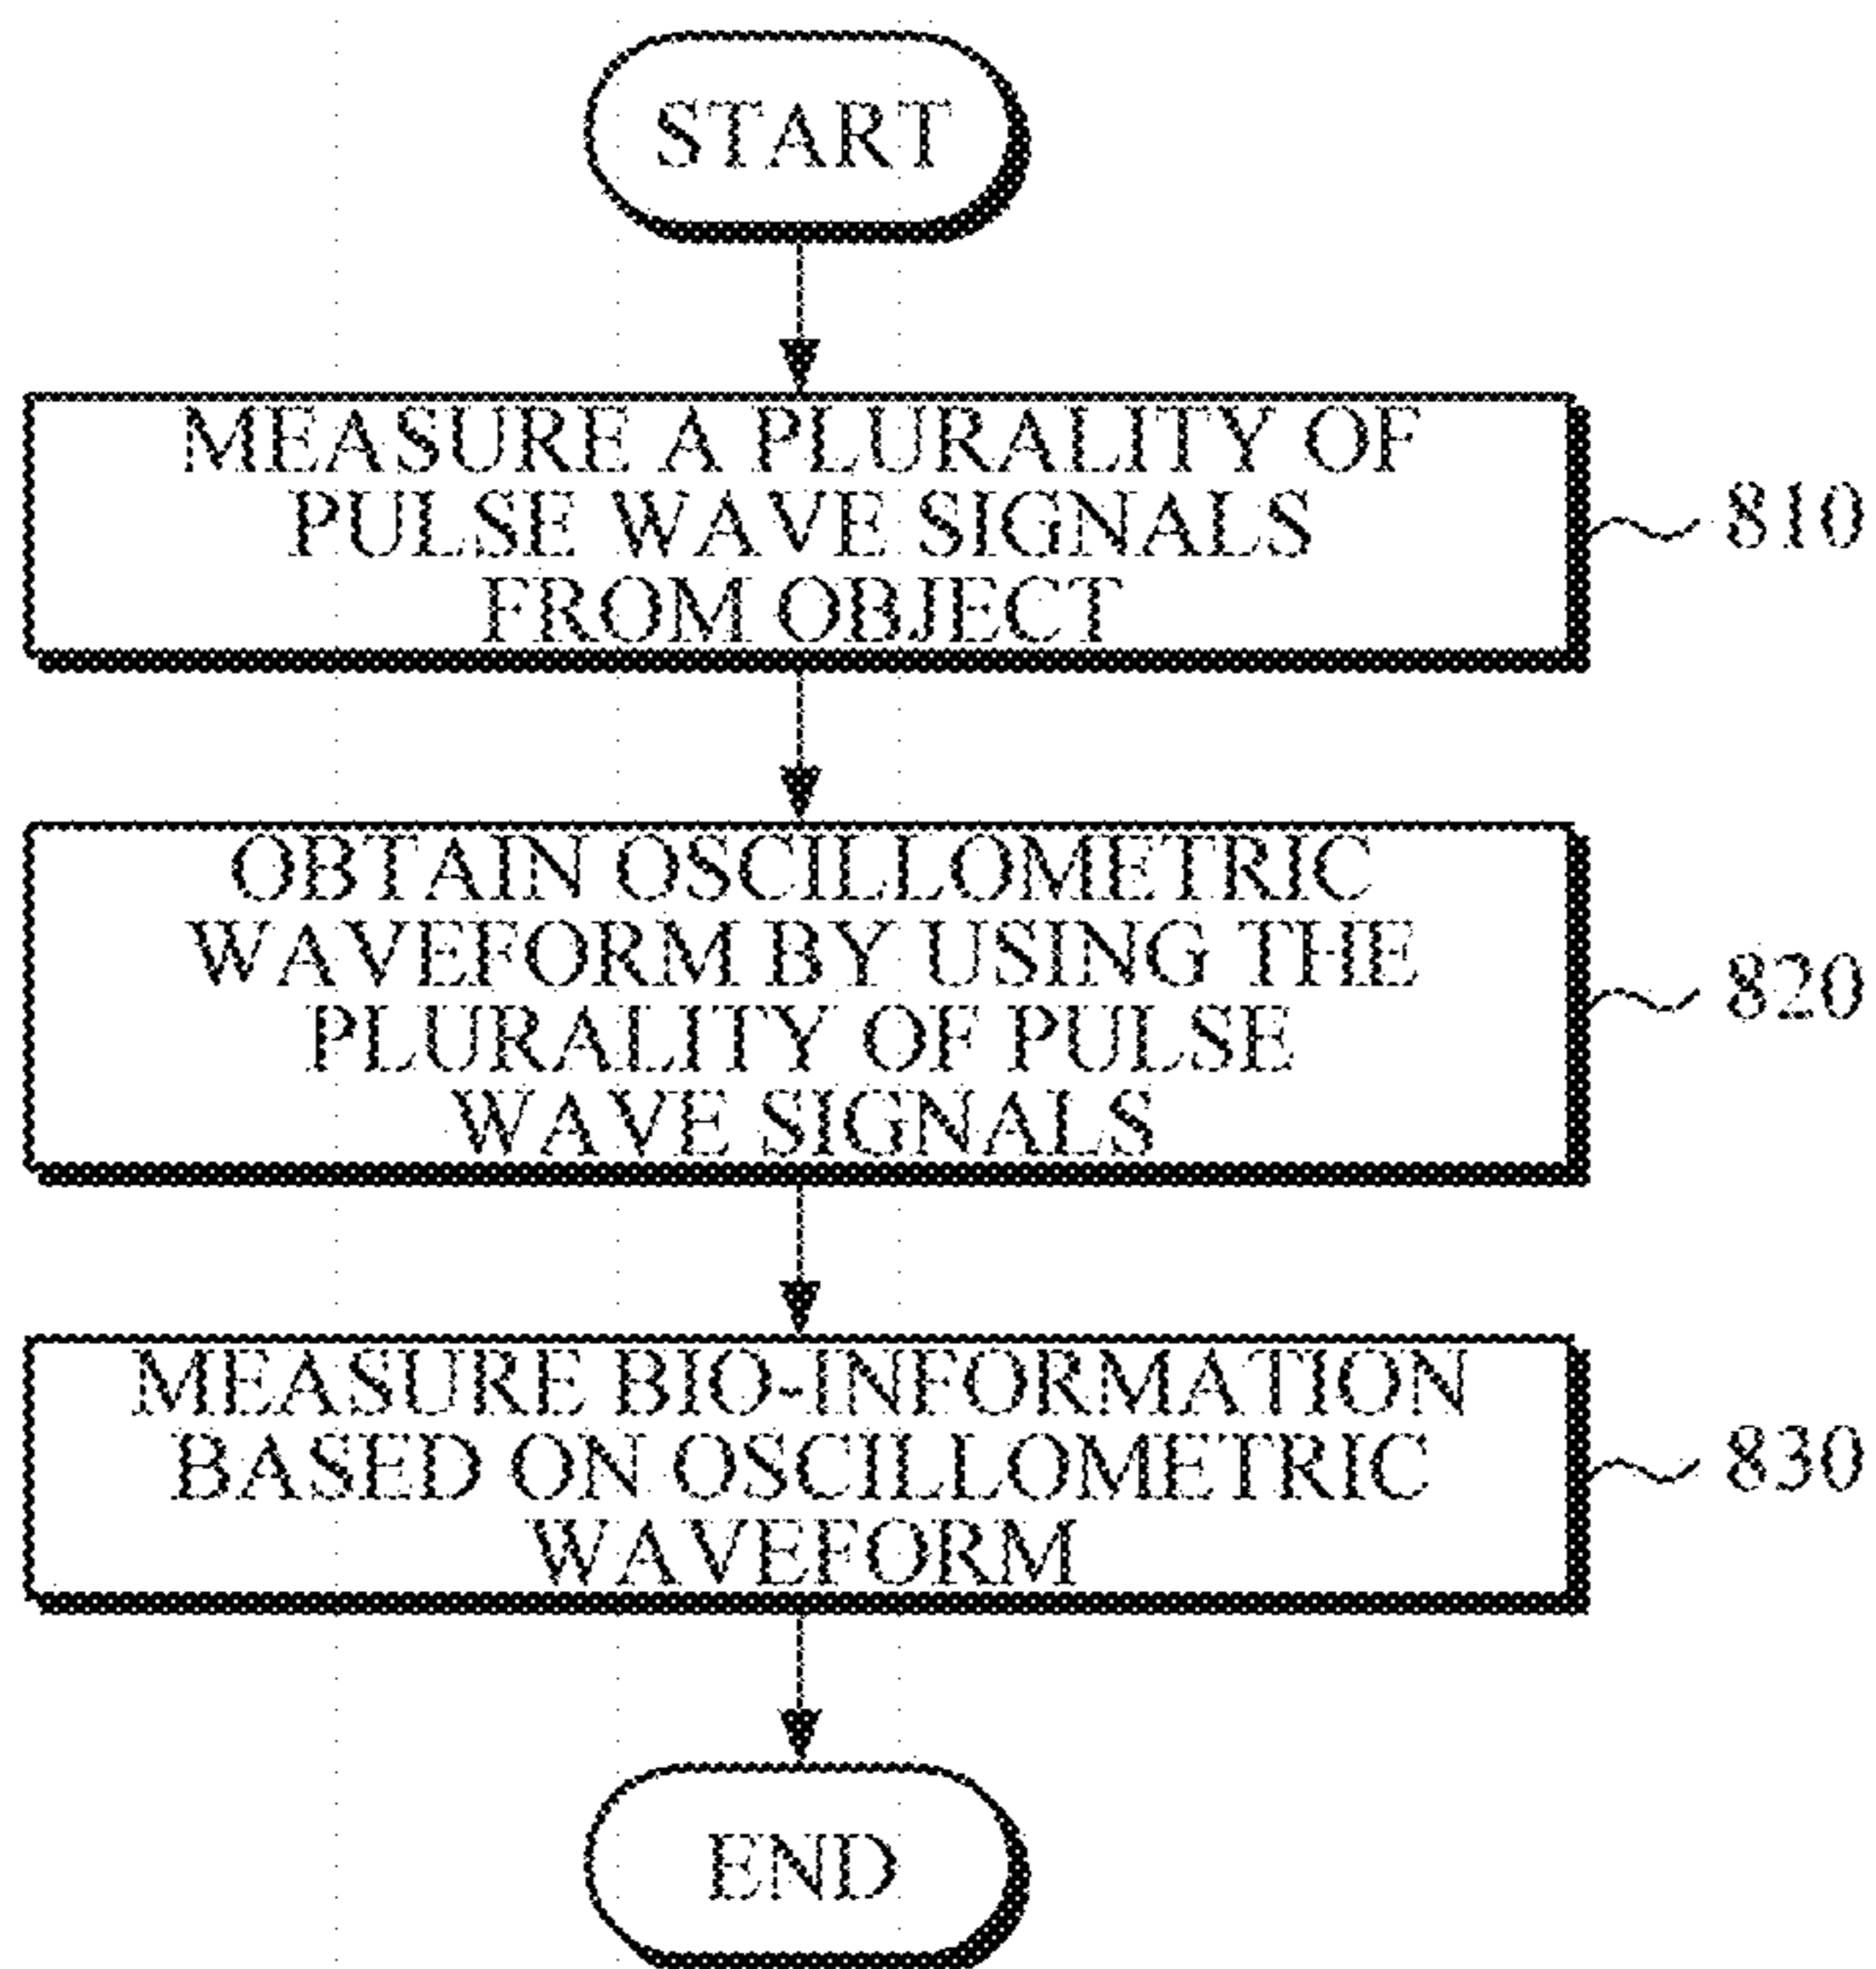 START
MEASURE A PLURALITY OF
PULSE WAVE SIGNALS
FROM OBJECT
810
OBTAIN OSCILLOMETRIC
WAVEFORM BY USING THE
PLURALITY OF PULSE
WAVE SIGNALS
820
MEASURE BIO-INFORMATION
BASED ON OSCILLOMETRIC
WAVEFORM
830
END